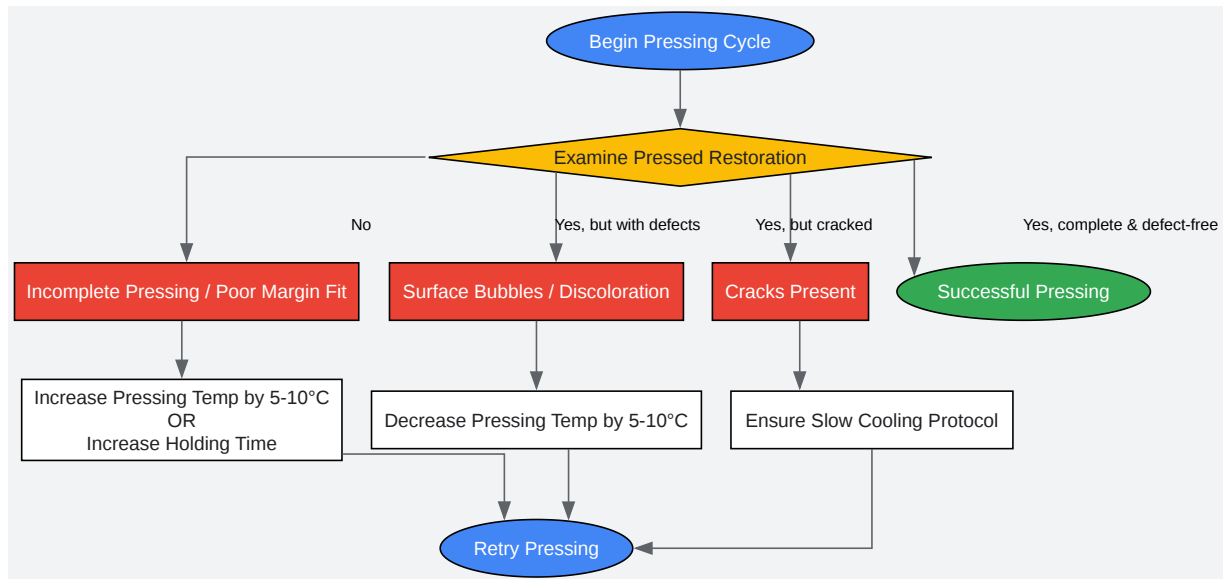 Begin Pressing Cycle
Examine Pressed Restoration
No
Yes, but with defects
Yes, but cracked
Yes, complete & defect-free
Incomplete Pressing / Poor Margin Fit
Surface Bubbles / Discoloration
Cracks Present
Successful Pressing
Increase Pressing Temp by 5-10°C
OR
Increase Holding Time
Decrease Pressing Temp by 5-10°C
Ensure Slow Cooling Protocol
Retry Pressing